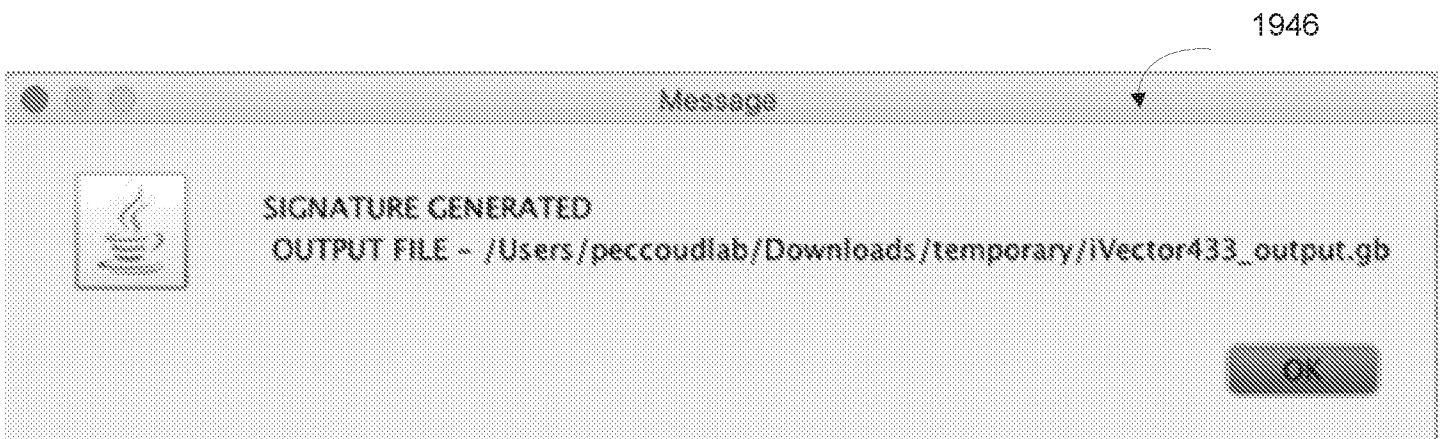 1946
Message
SIGNATURE GENERATED
OUTPUT FILE - /Users/peccoudlab/Downloads/temporary/iVector433_output.gb
OK